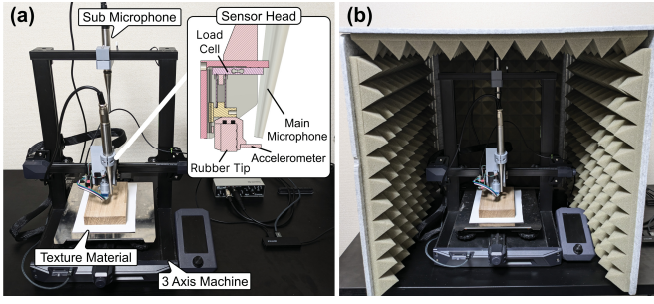 (a)
Sub Microphone
Sensor Head
Load
Cell
Main
Microphone
Accelerometer
Rubber Tip
Texture Material
3 Axis Machine
(b)